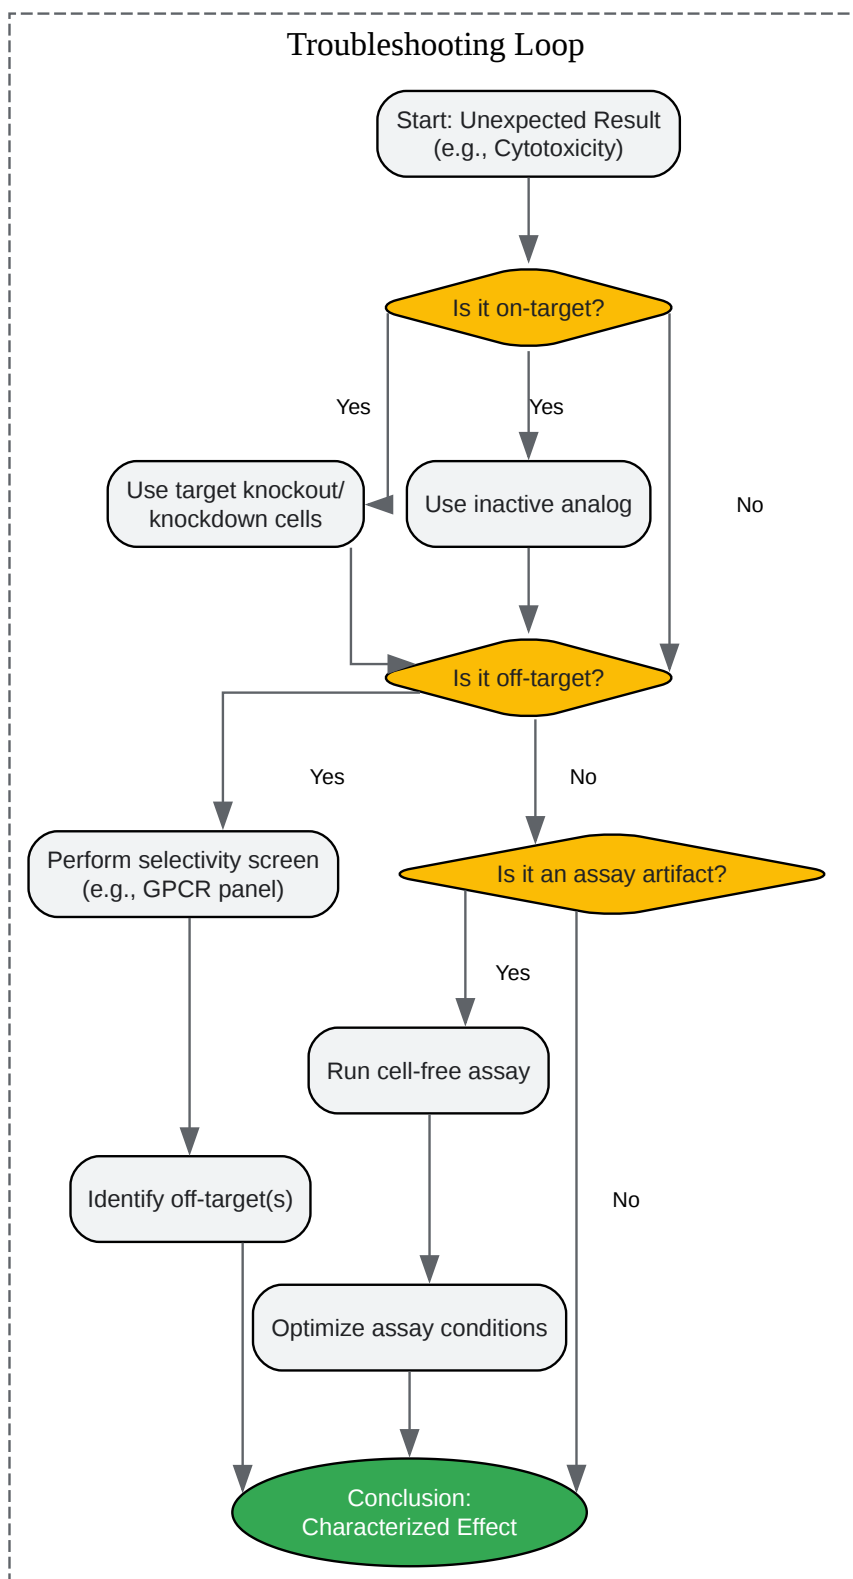 Troubleshooting Loop
Start: Unexpected Result
(e.g., Cytotoxicity)
Is it on-target?
Yes
Yes
Use target knockout/
knockdown cells
Use inactive analog
No
Is it off-target?
Yes
No
Perform selectivity screen
(e.g., GPCR panel)
Is it an assay artifact?
Yes
Run cell-free assay
Identify off-target(s)
No
Optimize assay conditions
Conclusion:
Characterized Effect